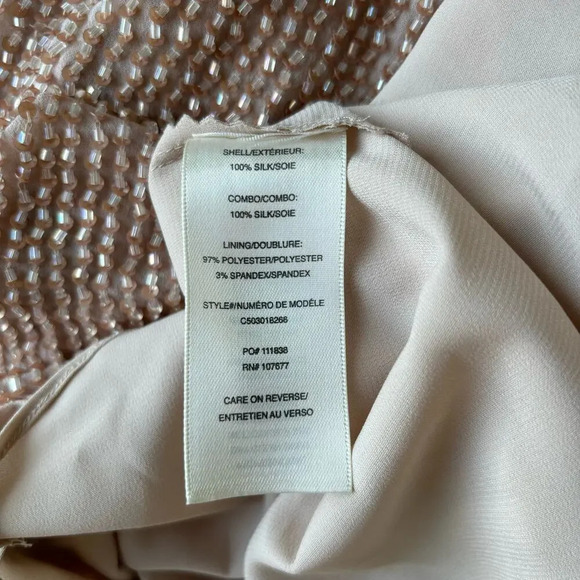 SHELL/EXTÉRIEUR:
100% SILK/SOIE
COMBO/COMBO:
100% SILK/SOIE
LINING/DOUBLURE:
97% POLYESTER/POLYESTER
3% SPANDEX/SPANDEX
STYLE#/NUMÉRO DE MODÈLE
C503018266
PO# 111838
RN# 107677
CARE ON REVERSE/
ENTRETIEN AU VERSO